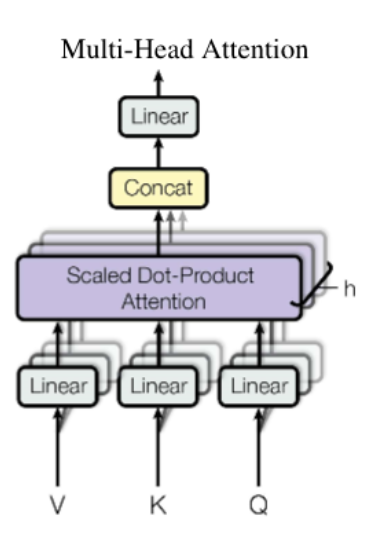 Multi-Head Attention
Linear
Concat
Scaled Dot-Product
Attention
h
Linear Linear Linear
V K Q